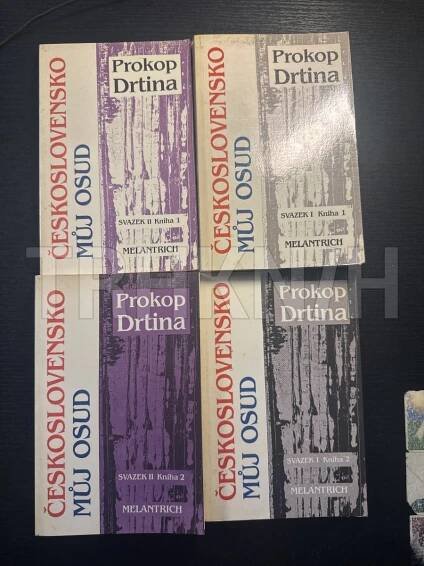 ČESKOSLOVENSKO
MŮJ OSUD
Prokop
Drtina
SVAZEK II Kniha 1
MELANTRICH
ČESKOSLOVENSKO
MŮJ OSUD
Prokop
Drtina
SVAZEK I Kniha 1
MELANTRICH
ČESKOSLOVENSKO
MŮJ OSUD
Prokop
Drtina
SVAZEK II Kniha 2
MELANTRICH
ČESKOSLOVENSKO
MŮJ OSUD
Prokop
Drtina
SVAZEK I Kniha 2
MELANTRICH